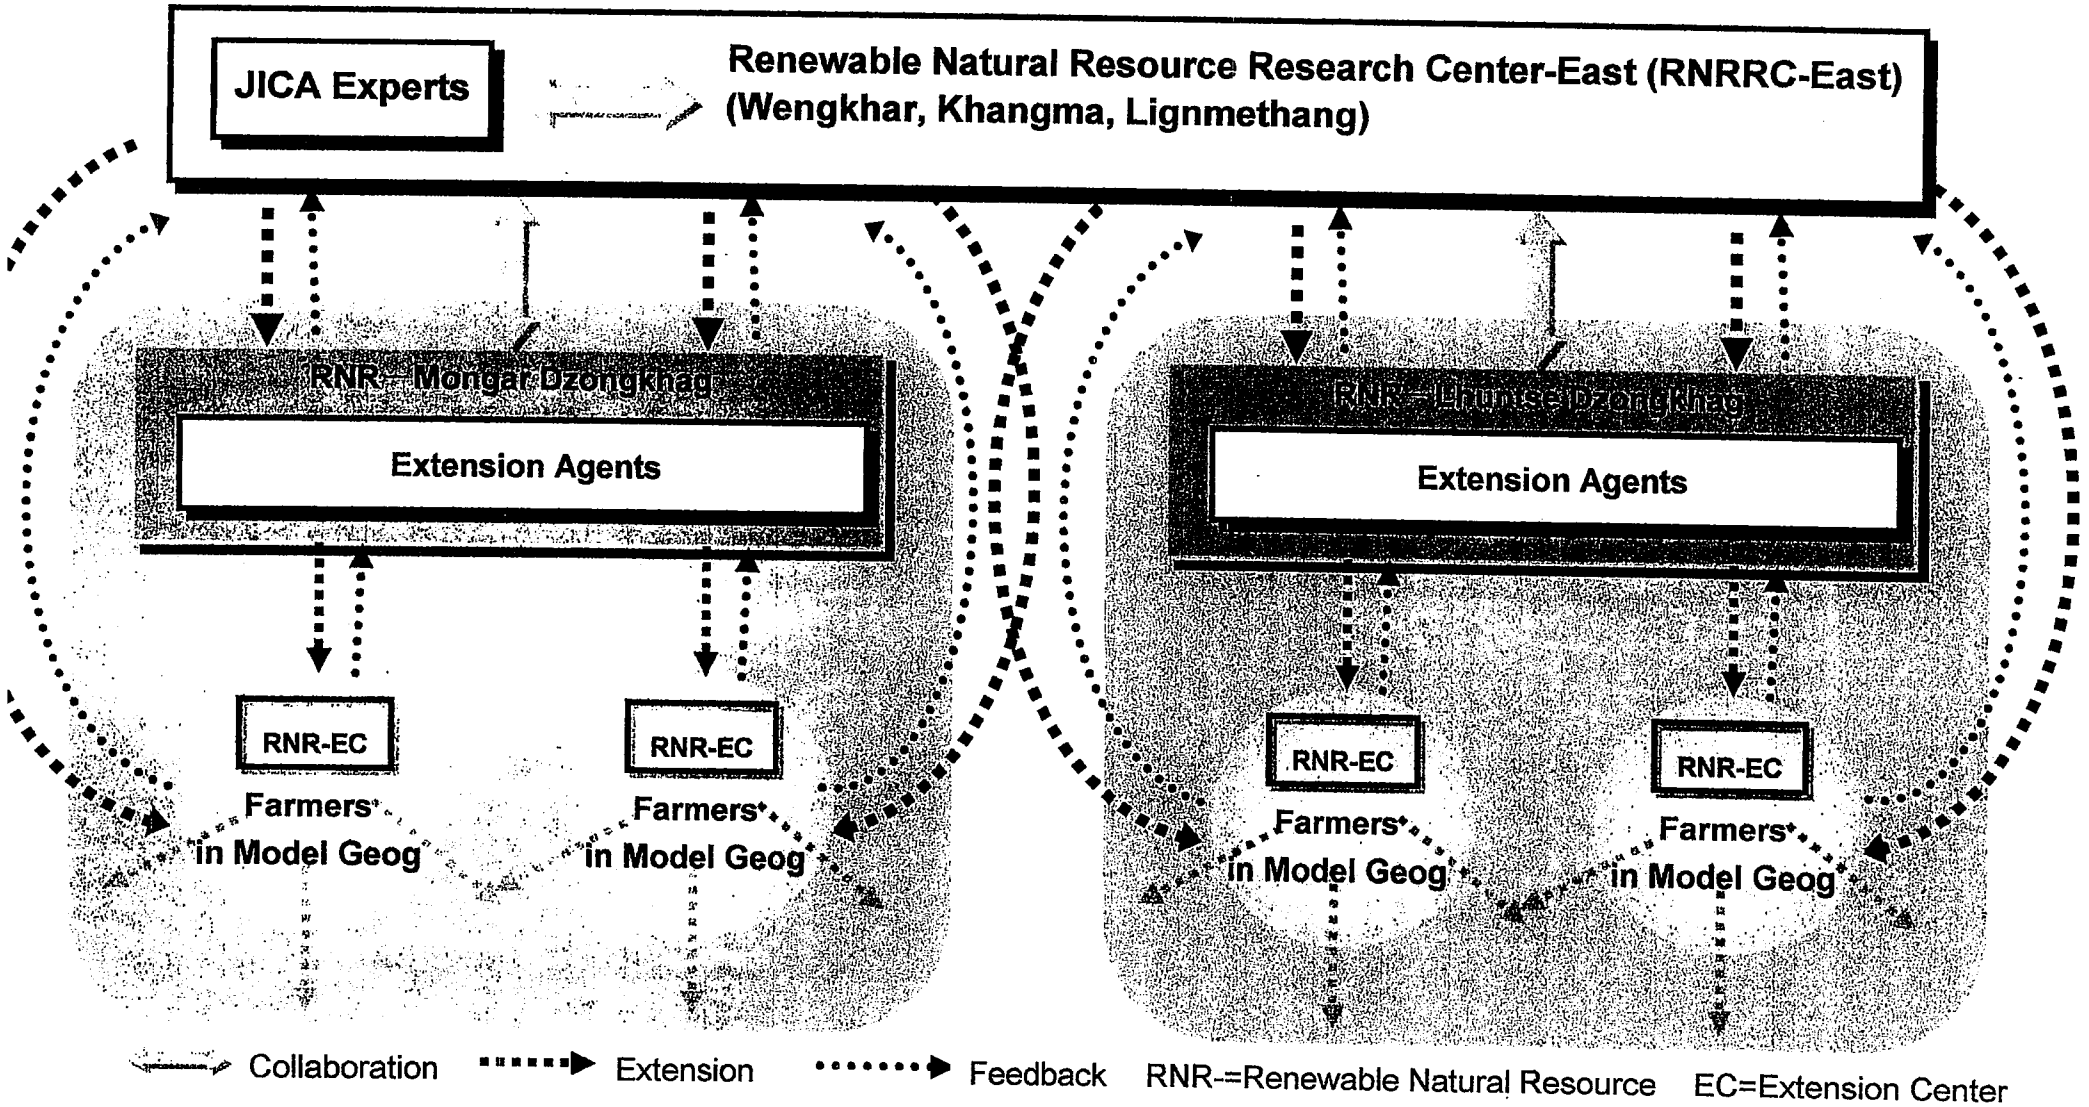 JICA Experts
Renewable Natural Resource Research Center-East (RNRRC-East)
(Wengkhar, Khangma, Lignmethang)
RNR – Mongar Dzongkhag
Extension Agents
RNR – Lhuntse Dzongkhag
Extension Agents
RNR-EC
Farmers
in Model Geog
RNR-EC
Farmers
in Model Geog
RNR-EC
Farmers
in Model Geog
RNR-EC
Farmers
in Model Geog
Collaboration
Extension
Feedback
RNR-=Renewable Natural Resource
EC=Extension Center